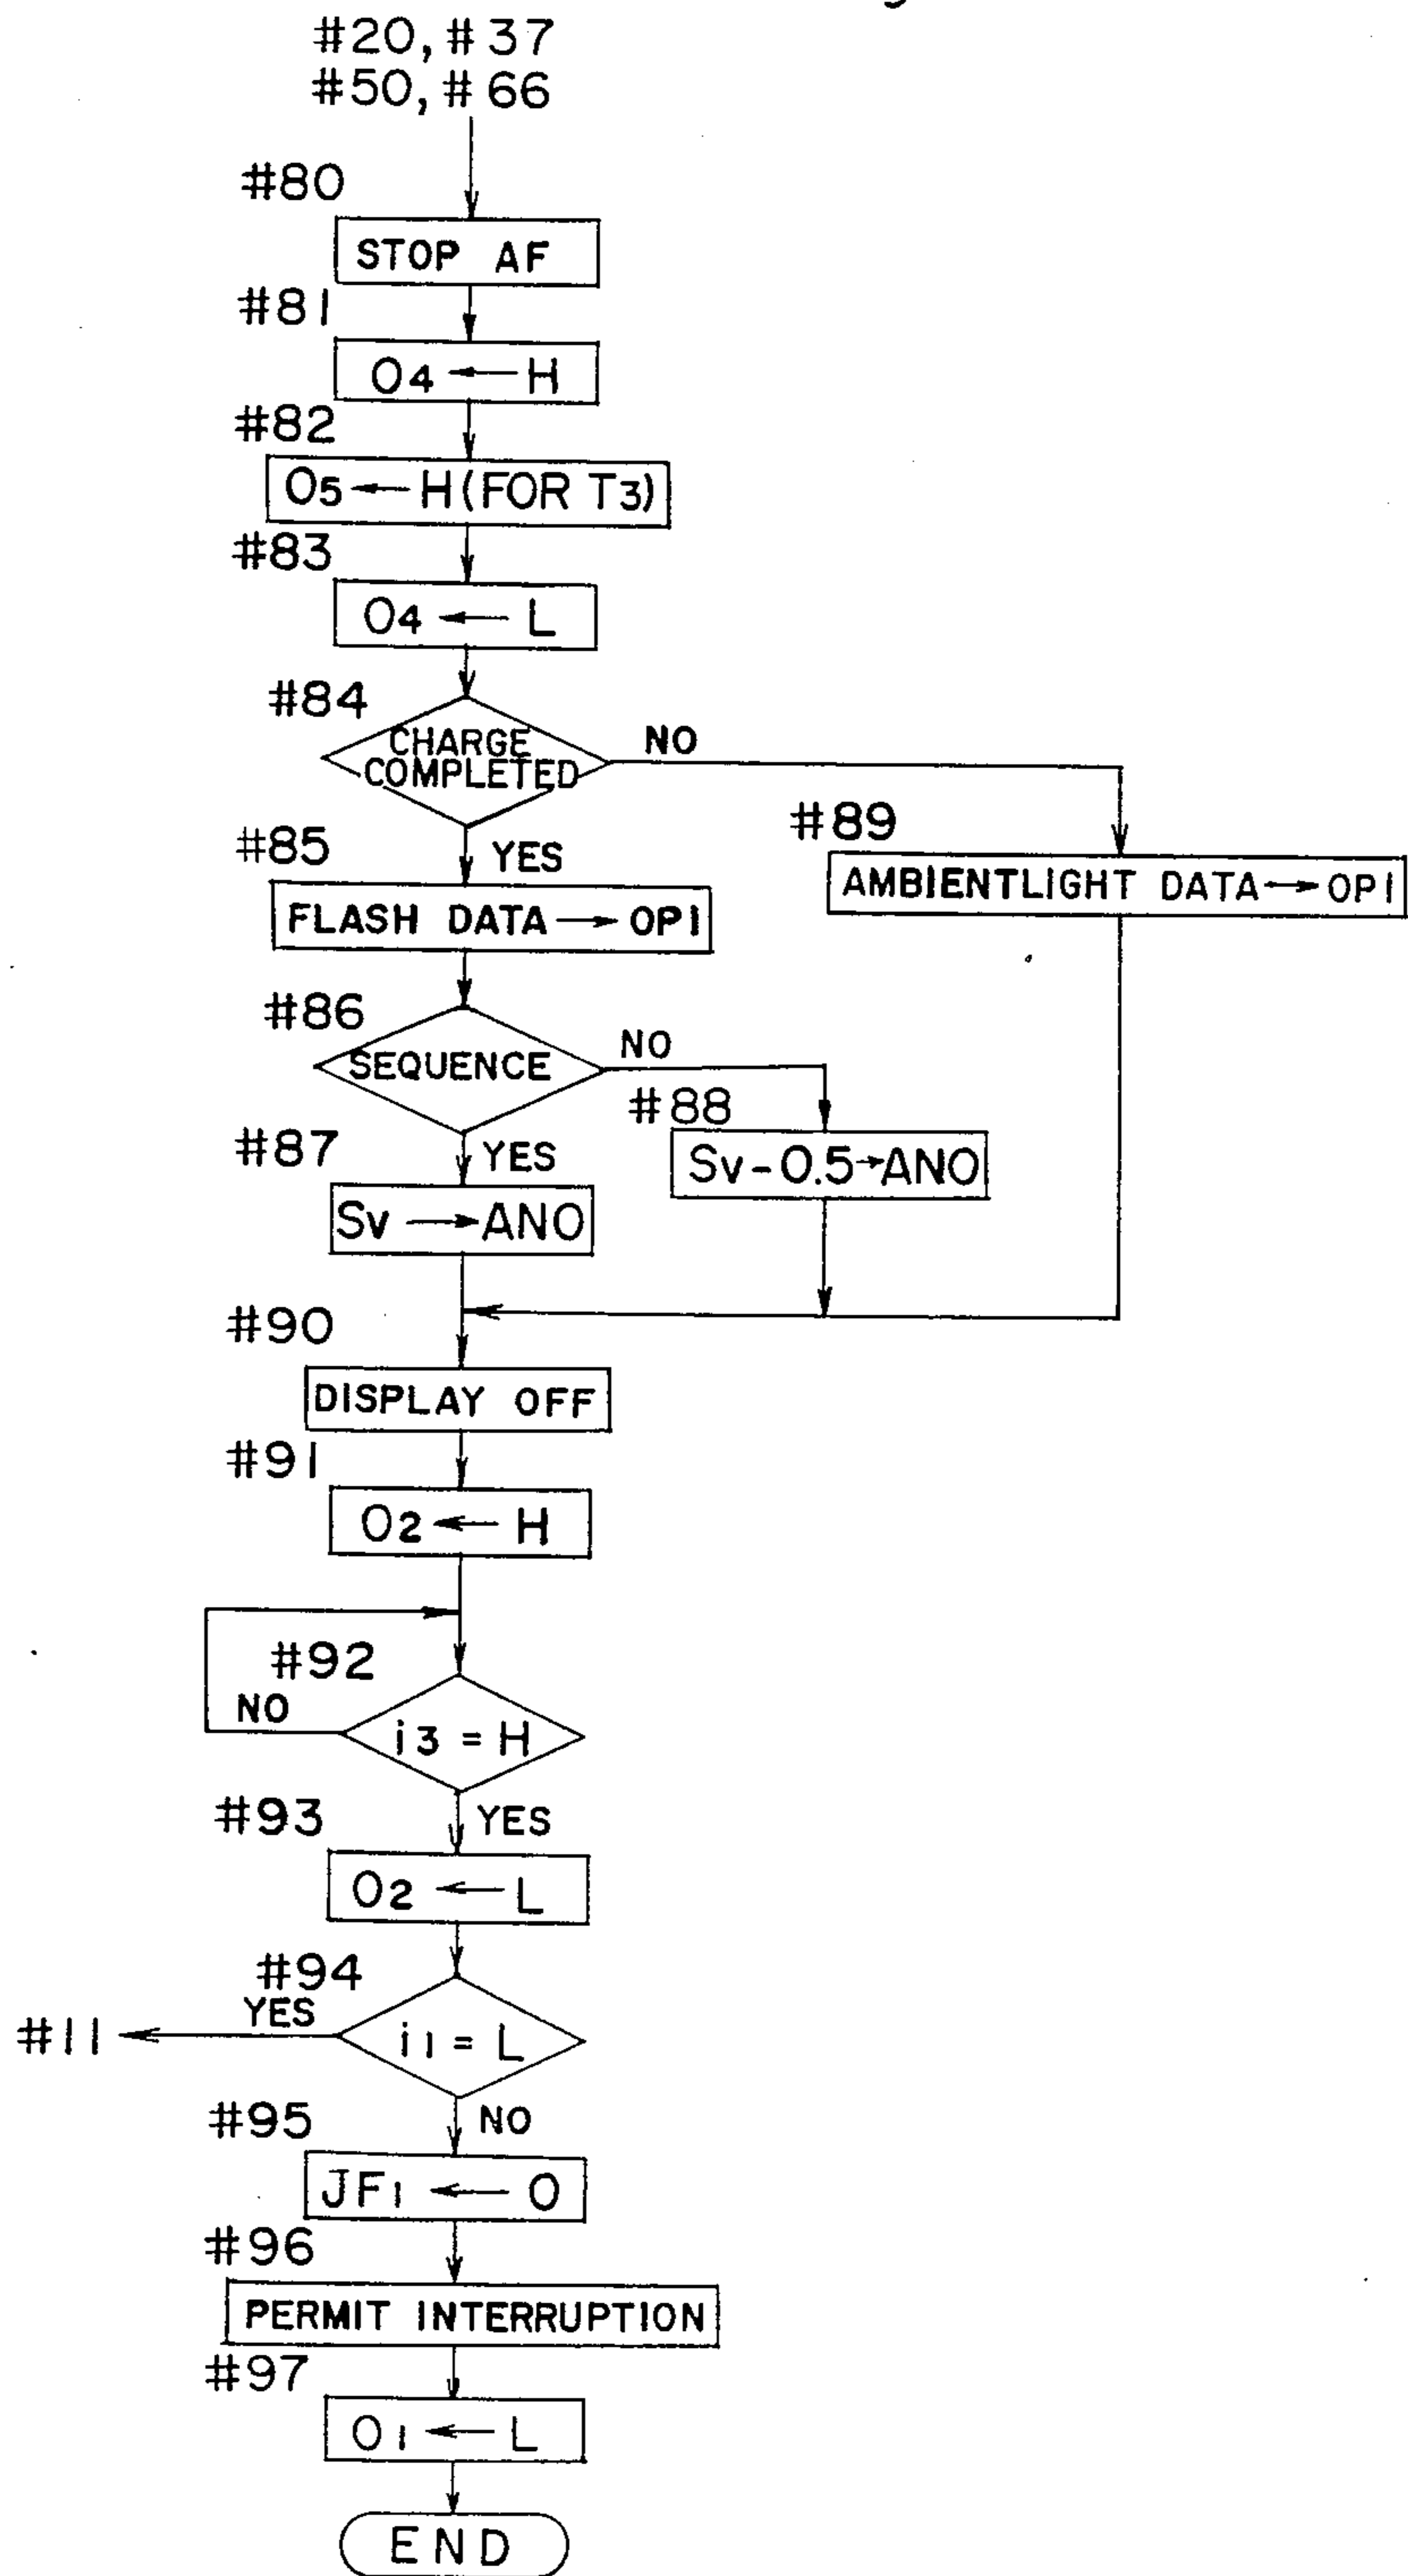 #20, #37
#50, #66
#80
STOP AF
#81
O4 ← H
#82
O5 ← H (FOR T3)
#83
O4 ← L
#84
CHARGE
COMPLETED
NO
#89
AMBIENTLIGHT DATA → OP1
YES
#85
FLASH DATA → OP1
#86
SEQUENCE
NO
#88
Sv-0.5→ANO
#87
YES
Sv → ANO
#90
DISPLAY OFF
#91
O2 ← H
#92
NO
i3 = H
#93
YES
O2 ← L
#94
YES
#11
i1 = L
#95
NO
JF1 ← O
#96
PERMIT INTERRUPTION
#97
O1 ← L
END